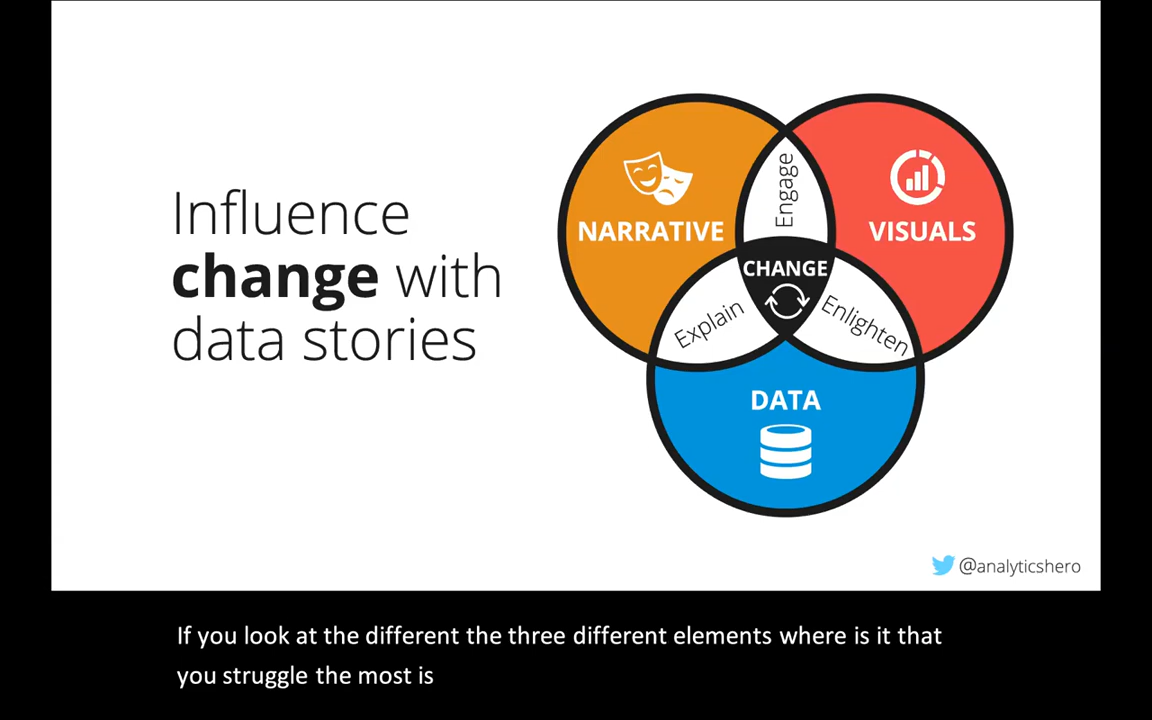 Influence
change with
data stories
NARRATIVE
Engage
VISUALS
CHANGE
Explain
Enlighten
DATA
@analyticshero
If you look at the different the three different elements where is it that
you struggle the most is